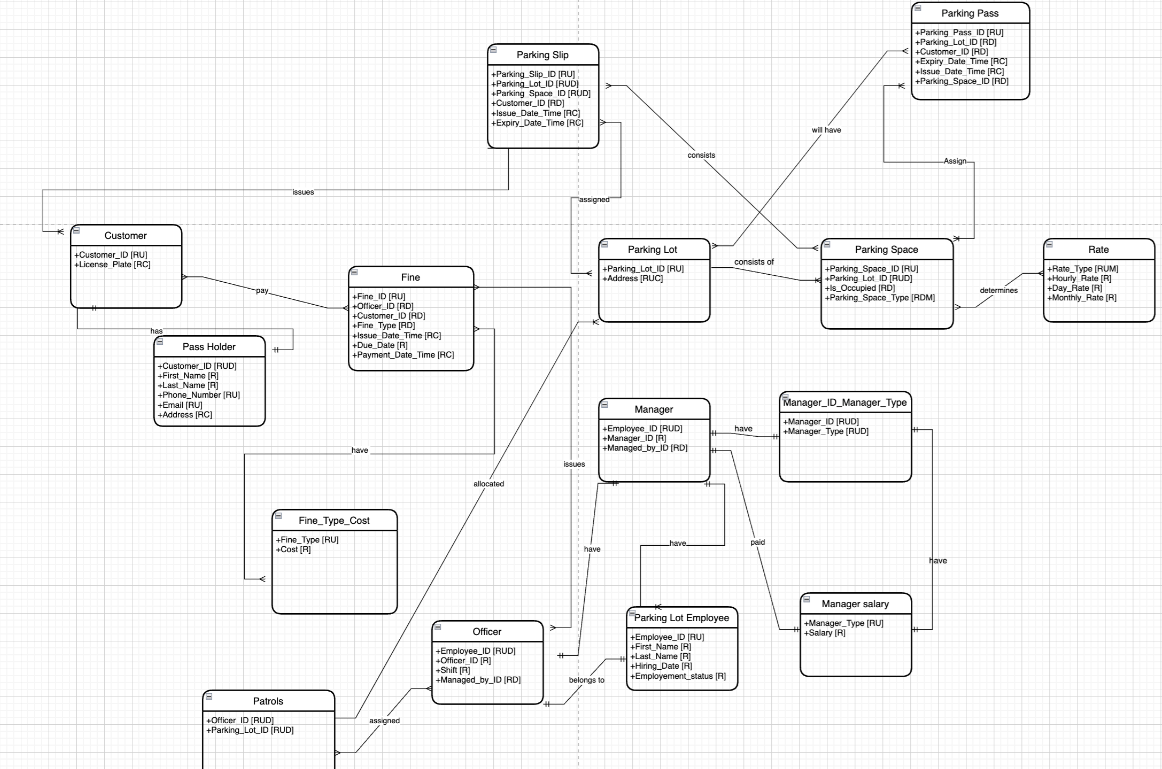 Parking Pass
+Parking_Pass_ID [RU]
+Parking_Lot_ID [RD]
+Customer_ID [RD]
+Expiry_Date_Time [RC]
+Issue_Date_Time [RC]
+Parking_Space_ID [RD]
Parking Slip
+Parking_Slip_ID [RU]
+Parking_Lot_ID [RUD]
+Parking_Space_ID [RUD]
+Customer_ID [RD]
+Issue_Date_Time [RC]
+Expiry_Date_Time [RC]
will have
consists
Assign
issues
assigned
Customer
+Customer_ID [RU]
+License_Plate [RC]
Parking Lot
+Parking_Lot_ID [RU]
+Address [RUC]
consists of
Parking Space
+Parking_Space_ID [RU]
+Parking_Lot_ID [RUD]
+Is_Occupied [RD]
+Parking_Space_Type [RDM]
determines
Rate
+Rate_Type [RUM]
+Hourly_Rate [R]
+Day_Rate [R]
+Monthly_Rate [R]
pay
Fine
+Fine_ID [RU]
+Officer_ID [RD]
+Customer_ID [RD]
+Fine_Type [RD]
+Issue_Date_Time [RC]
+Due_Date [R]
+Payment_Date_Time [RC]
has
Pass Holder
+Customer_ID [RUD]
+First_Name [R]
+Last_Name [R]
+Phone_Number [RU]
+Email [RU]
+Address [RC]
Manager
+Employee_ID [RUD]
+Manager_ID [R]
+Managed_by_ID [RD]
have
Manager_ID_Manager_Type
+Manager_ID [RUD]
+Manager_Type [RUD]
have
issues
allocated
Fine_Type_Cost
+Fine_Type [RU]
+Cost [R]
have
have
paid
have
Manager salary
+Manager_Type [RU]
+Salary [R]
Parking Lot Employee
+Employee_ID [RU]
+First_Name [R]
+Last_Name [R]
+Hiring_Date [R]
+Employement_status [R]
Officer
+Employee_ID [RUD]
+Officer_ID [R]
+Shift [R]
+Managed_by_ID [RD]
belongs to
Patrols
+Officer_ID [RUD]
+Parking_Lot_ID [RUD]
assigned